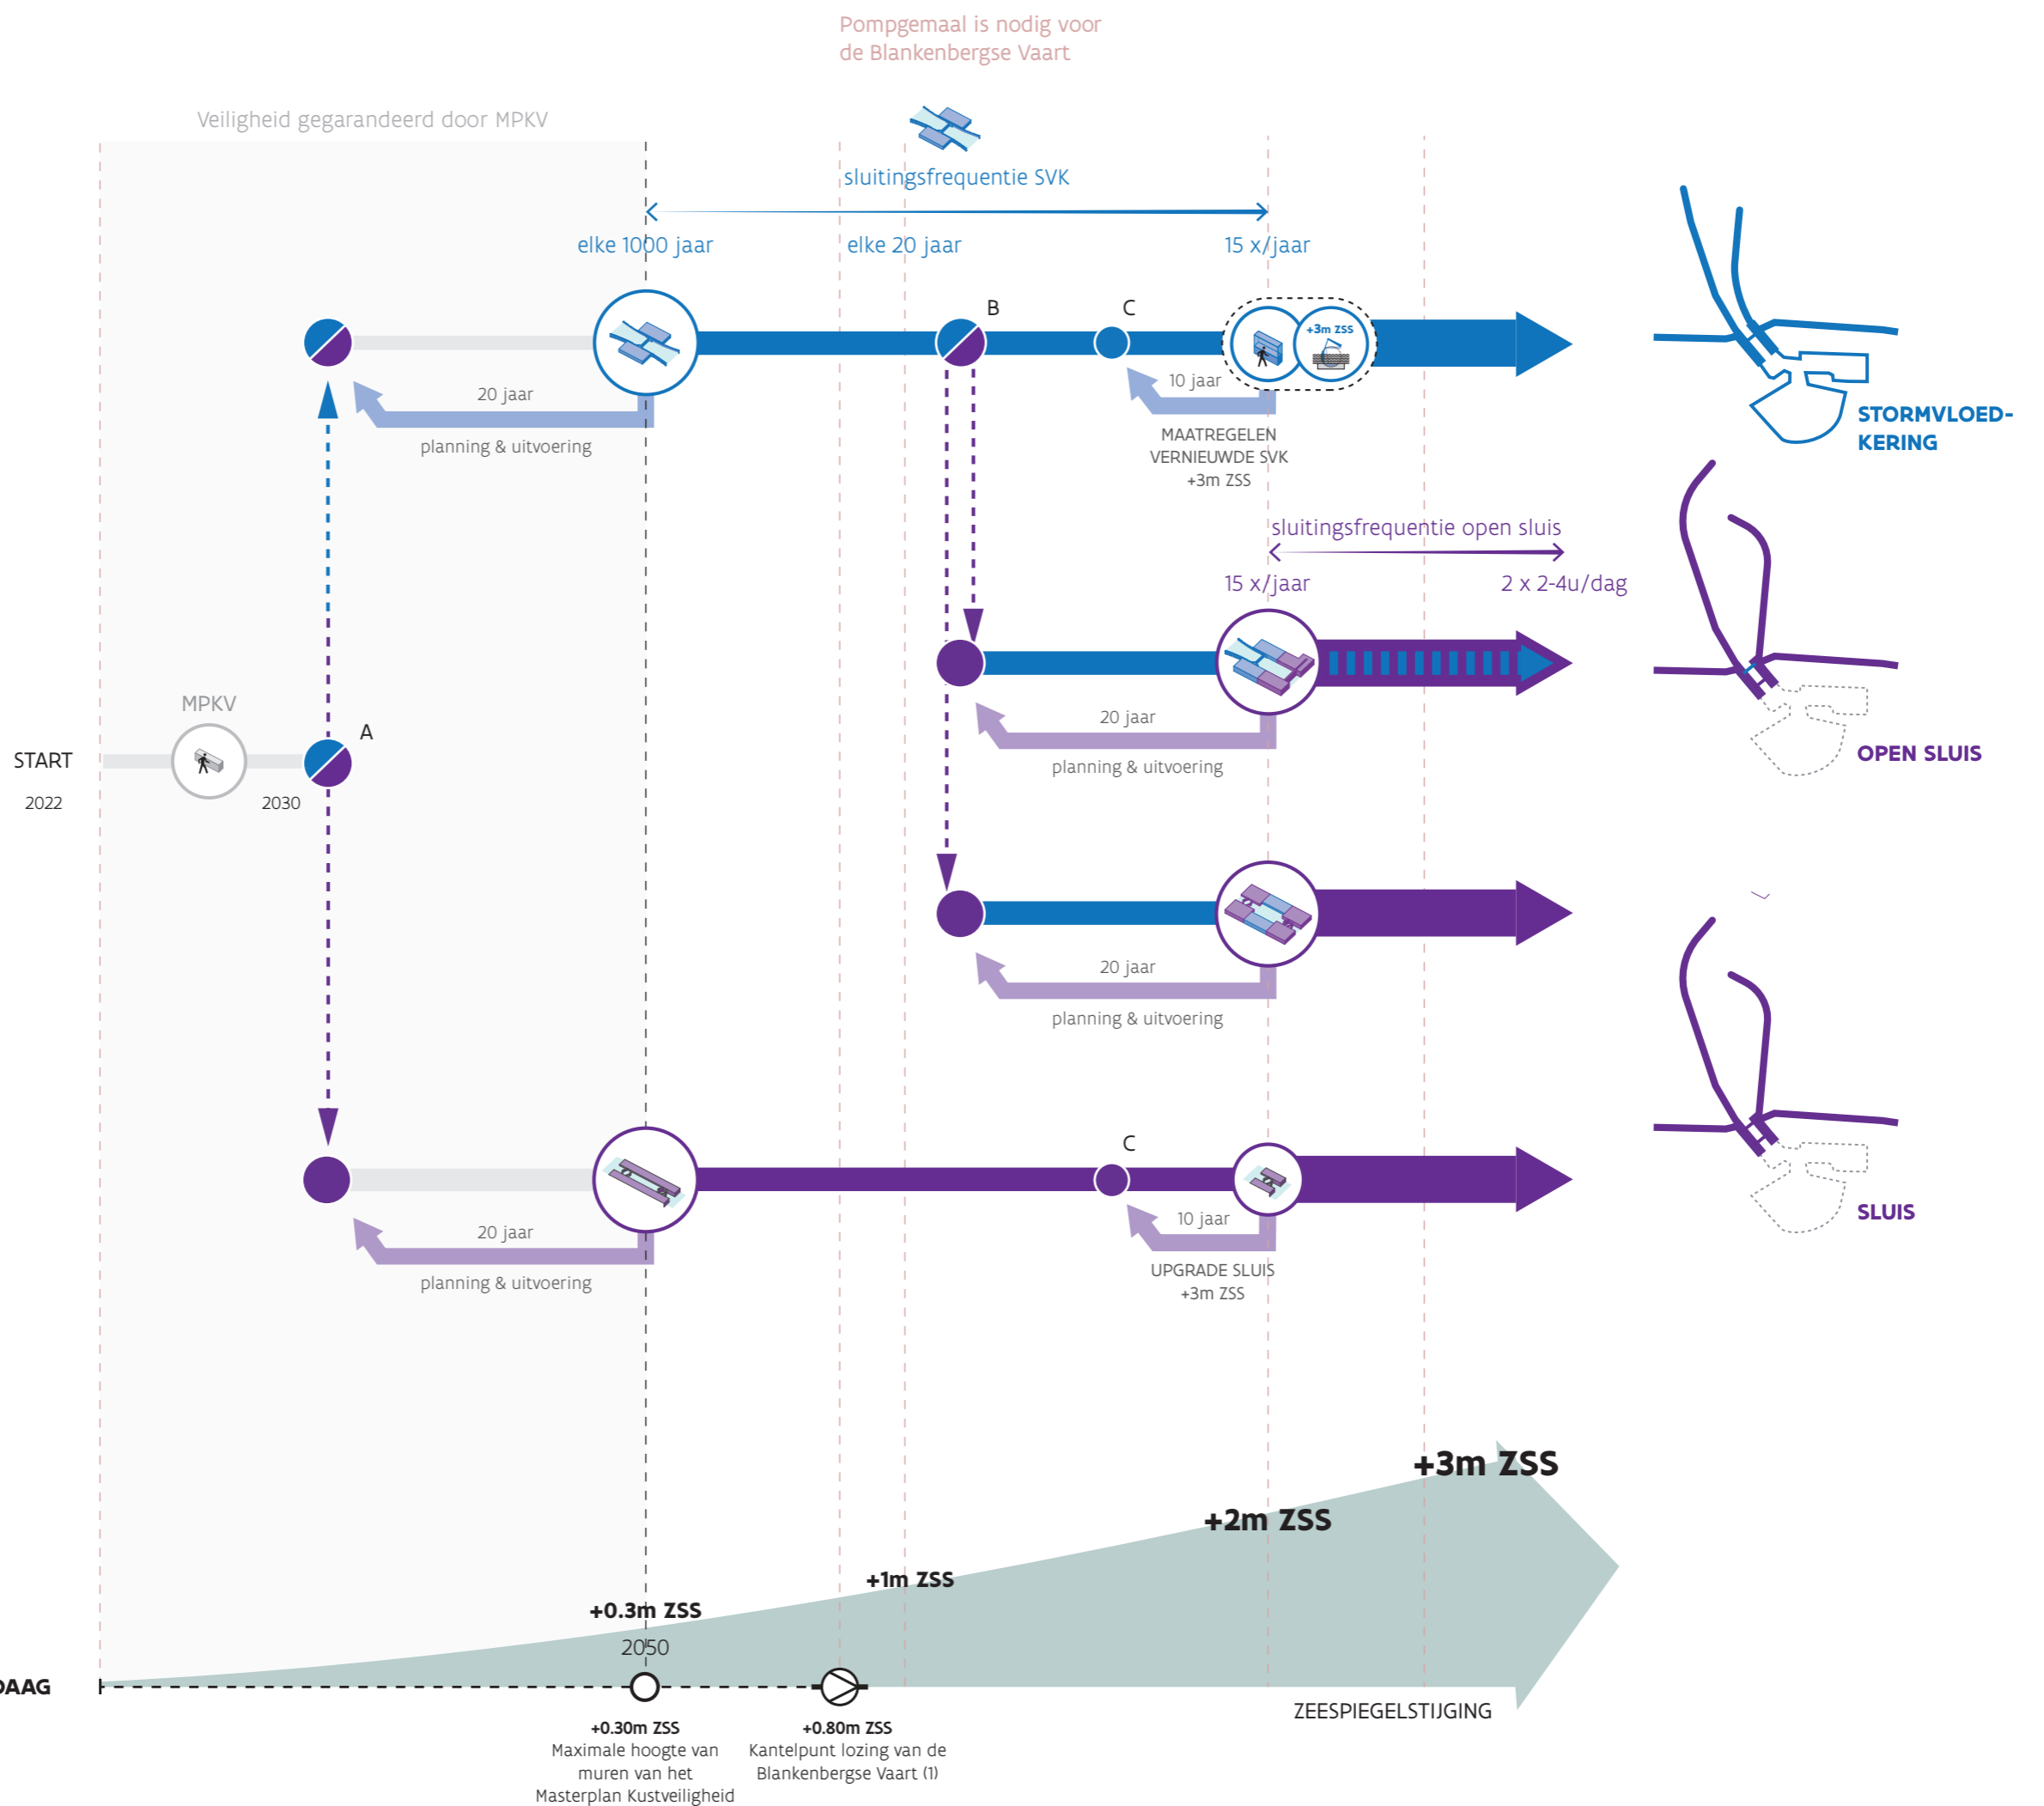 Pompgemaal is nodig voor
de Blankenbergse Vaart
Veiligheid gegarandeerd door MPKV
sluitingsfrequentie SVK
elke 1000 jaar
elke 20 jaar
15 x/jaar
B
C
+3m ZSS
20 jaar
planning & uitvoering
10 jaar
MAATREGELEN
VERNIEUWDE SVK
+3m ZSS
STORMVLOED-
KERING
sluitingsfrequentie open sluis
15 x/jaar
2 x 2-4u/dag
20 jaar
planning & uitvoering
OPEN SLUIS
MPKV
A
START
2022
2030
20 jaar
planning & uitvoering
C
20 jaar
planning & uitvoering
10 jaar
UPGRADE SLUIS
+3m ZSS
SLUIS
+3m ZSS
+2m ZSS
+1m ZSS
+0.3m ZSS
2050
DAAG
ZEESPIEGELSTIJGING
+0.30m ZSS
Maximale hoogte van
muren van het
Masterplan Kustveiligheid
+0.80m ZSS
Kantelpunt lozing van de
Blankenbergse Vaart (1)